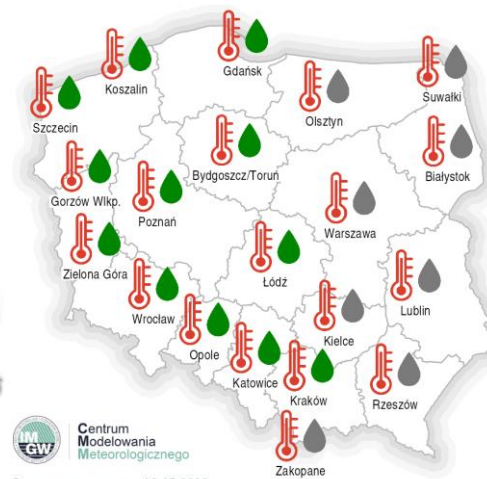 Gdańsk
Koszalin
Suwałki
Olsztyn
Szczecin
Bydgoszcz/Toruń
Białystok
Gorzów Wlkp.
Poznań
Warszawa
Zielona Góra
Łódź
Lublin
Wrocław
Kielce
Opole
Katowice
Kraków
Rzeszów
IMGW
Centrum
Modelowania
Meteorologicznego
Zakopane